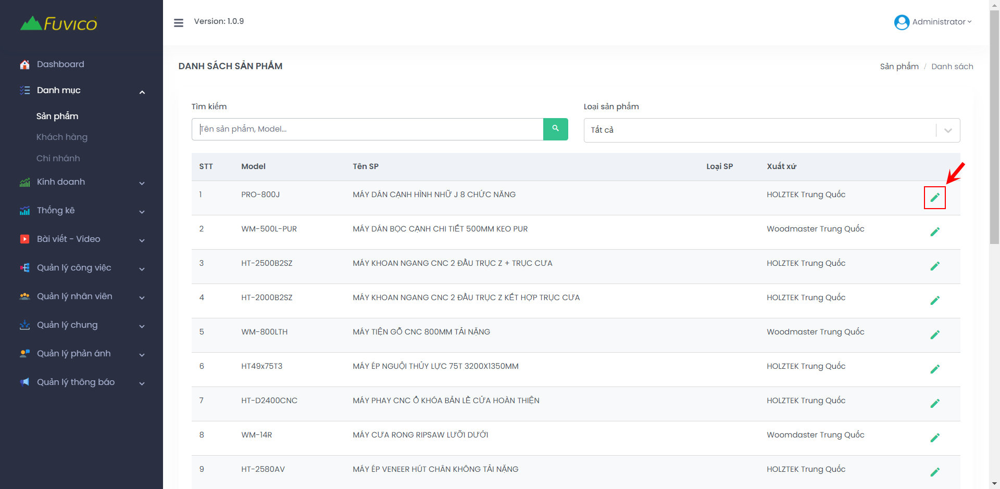 FUVICO
Version: 1.0.9
Administrator
Dashboard
Danh mục
Sản phẩm
Khách hàng
Chi nhánh
Kinh doanh
Thống kê
Bài viết - Video
Quản lý công việc
Quản lý nhân viên
Quản lý chung
Quản lý phản ánh
Quản lý thông báo
DANH SÁCH SẢN PHẨM
Sản phẩm / Danh sách
Tìm kiếm
Loại sản phẩm
Tên sản phẩm, Model...
Tất cả
STT Model Tên SP Loại SP Xuất xứ
1 PRO-800J MÁY DÁN CẠNH HÌNH NHỮ J 8 CHỨC NĂNG HOLZTEK Trung Quốc
2 WM-500L-PUR MÁY DÁN BỌC CẠNH CHI TIẾT 500MM KEO PUR Woodmaster Trung Quốc
3 HT-2500B2SZ MÁY KHOAN NGANG CNC 2 ĐẦU TRỤC Z + TRỤC CƯA HOLZTEK Trung Quốc
4 HT-2000B2SZ MÁY KHOAN NGANG CNC 2 ĐẦU TRỤC Z KẾT HỢP TRỤC CƯA HOLZTEK Trung Quốc
5 WM-800LTH MÁY TIỆN GỖ CNC 800MM TẢI NẶNG Woodmaster Trung Quốc
6 HT49x75T3 MÁY ÉP NGUỘI THỦY LỰC 75T 3200X1350MM HOLZTEK Trung Quốc
7 HT-D2400CNC MÁY PHAY CNC Ổ KHÓA BẢN LỀ CỬA HOÀN THIỆN HOLZTEK Trung Quốc
8 WM-14R MÁY CƯA RONG RIPSAW LƯỠI DƯỚI Woomdaster Trung Quốc
9 HT-2580AV MÁY ÉP VENEER HÚT CHÂN KHÔNG TẢI NẶNG HOLZTEK Trung Quốc